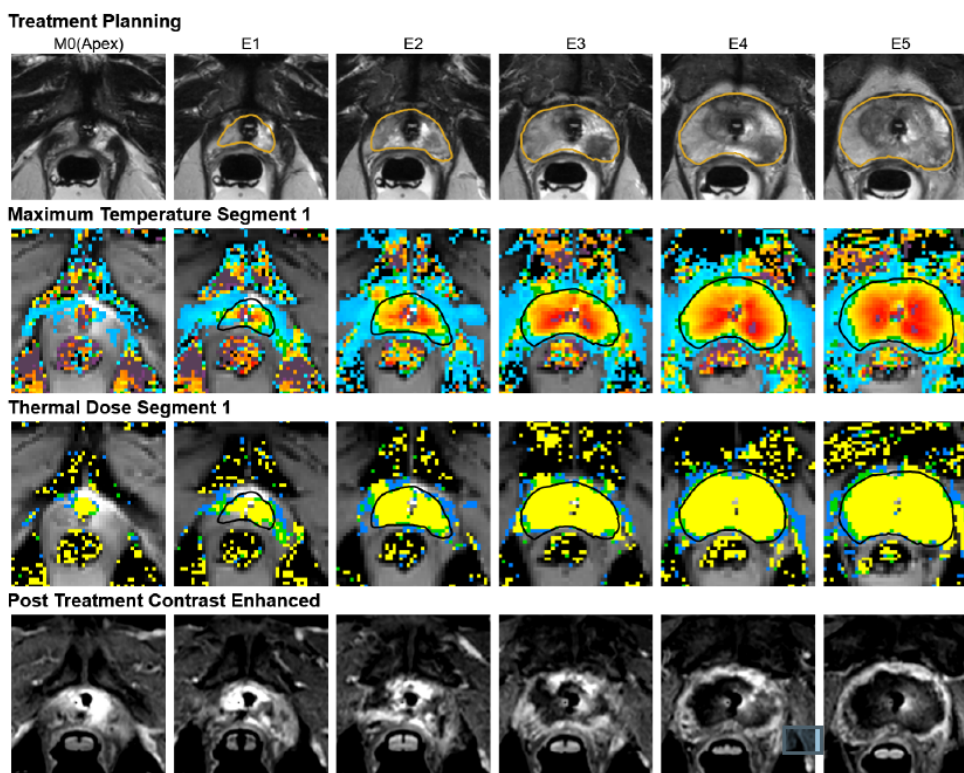 Treatment Planning
M0(Apex) E1 E2 E3 E4 E5
Maximum Temperature Segment 1
Thermal Dose Segment 1
Post Treatment Contrast Enhanced